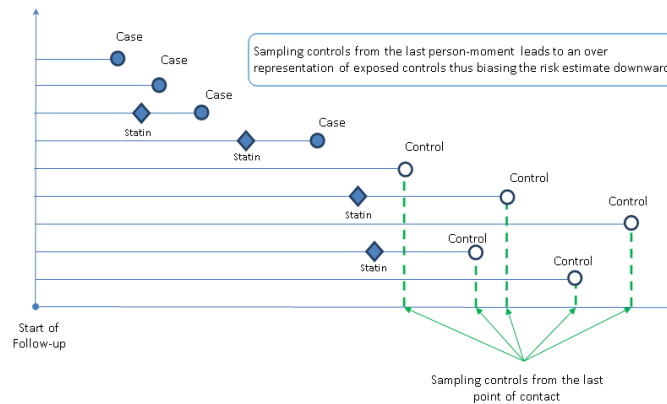 Case
Sampling controls from the last person-moment leads to an over
representation of exposed controls thus biasing the risk estimate downward
Case
Case
Statin
Case
Statin
Control
Control
Statin
Control
Control
Statin
Control
Start of
Follow-up
Sampling controls from the last
point of contact